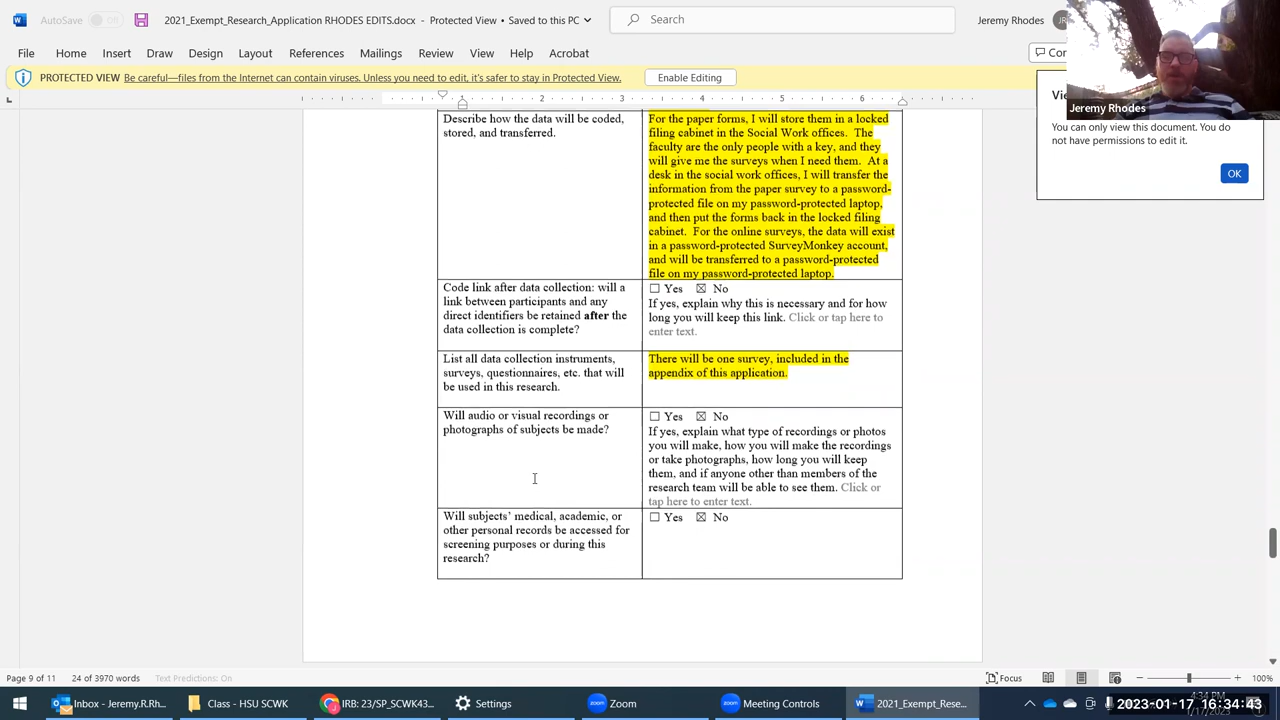 AutoSave Off 2021_Exempt_Research_Application RHODES EDITS.docx - Protected View • Saved to this PC Search Jeremy Rhodes JR
File Home Insert Draw Design Layout References Mailings Review View Help Acrobat
PROTECTED VIEW Be careful—files from the Internet can contain viruses. Unless you need to edit, it's safer to stay in Protected View. Enable Editing
Jeremy Rhodes
You can only view this document. You do
not have permissions to edit it.
OK
1 2 3 4 5 6
Describe how the data will be coded,
stored, and transferred.
For the paper forms, I will store them in a locked
filing cabinet in the Social Work offices. The
faculty are the only people with a key, and they
will give me the surveys when I need them. At a
desk in the social work offices, I will transfer the
information from the paper survey to a password-
protected file on my password-protected laptop,
and then put the forms back in the locked filing
cabinet. For the online surveys, the data will exist
in a password-protected SurveyMonkey account,
and will be transferred to a password-protected
file on my password-protected laptop.
Code link after data collection: will a
link between participants and any
direct identifiers be retained after the
data collection is complete?
☐ Yes ☒ No
If yes, explain why this is necessary and for how
long you will keep this link. Click or tap here to
enter text.
List all data collection instruments,
surveys, questionnaires, etc. that will
be used in this research.
There will be one survey, included in the
appendix of this application.
Will audio or visual recordings or
photographs of subjects be made?
☐ Yes ☒ No
If yes, explain what type of recordings or photos
you will make, how you will make the recordings
or take photographs, how long you will keep
them, and if anyone other than members of the
research team will be able to see them. Click or
tap here to enter text.
Will subjects' medical, academic, or
other personal records be accessed for
screening purposes or during this
research?
☐ Yes ☒ No
Page 9 of 11 24 of 3970 words Text Predictions: On Focus 100%
Inbox - Jeremy.R.Rh... Class - HSU SCWK IRB: 23/SP_SCWK43... Settings Zoom Meeting Controls 2021_Exempt_Rese...
4:34 PM
2023-01-17 16:34:43